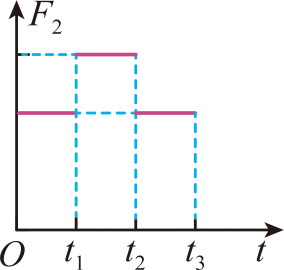 F₂
O t₁ t₂ t₃ t